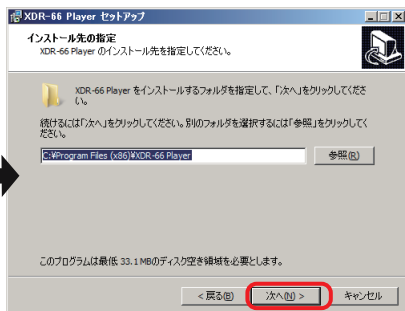 XDR-66 Player セットアップ
インストール先の指定
XDR-66 Player のインストール先を指定してください。
XDR-66 Player をインストールするフォルダを指定して、「次へ」をクリックしてくださ
い。
続けるには「次へ」をクリックしてください。別のフォルダを選択するには「参照」をクリックしてく
ださい。
C:¥Program Files (x86)¥XDR-66 Player
参照(R)
このプログラムは最低 33.1 MBのディスク空き領域を必要とします。
< 戻る(B)
次へ(N) >
キャンセル